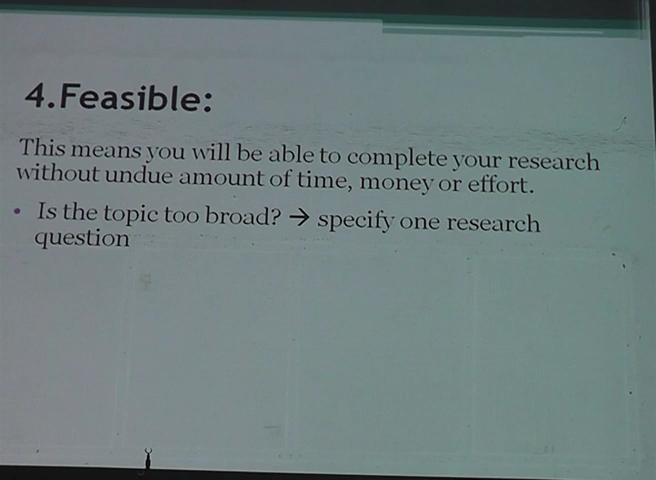 4.Feasible:
This means you will be able to complete your research
without undue amount of time, money or effort.
• Is the topic too broad? → specify one research
question